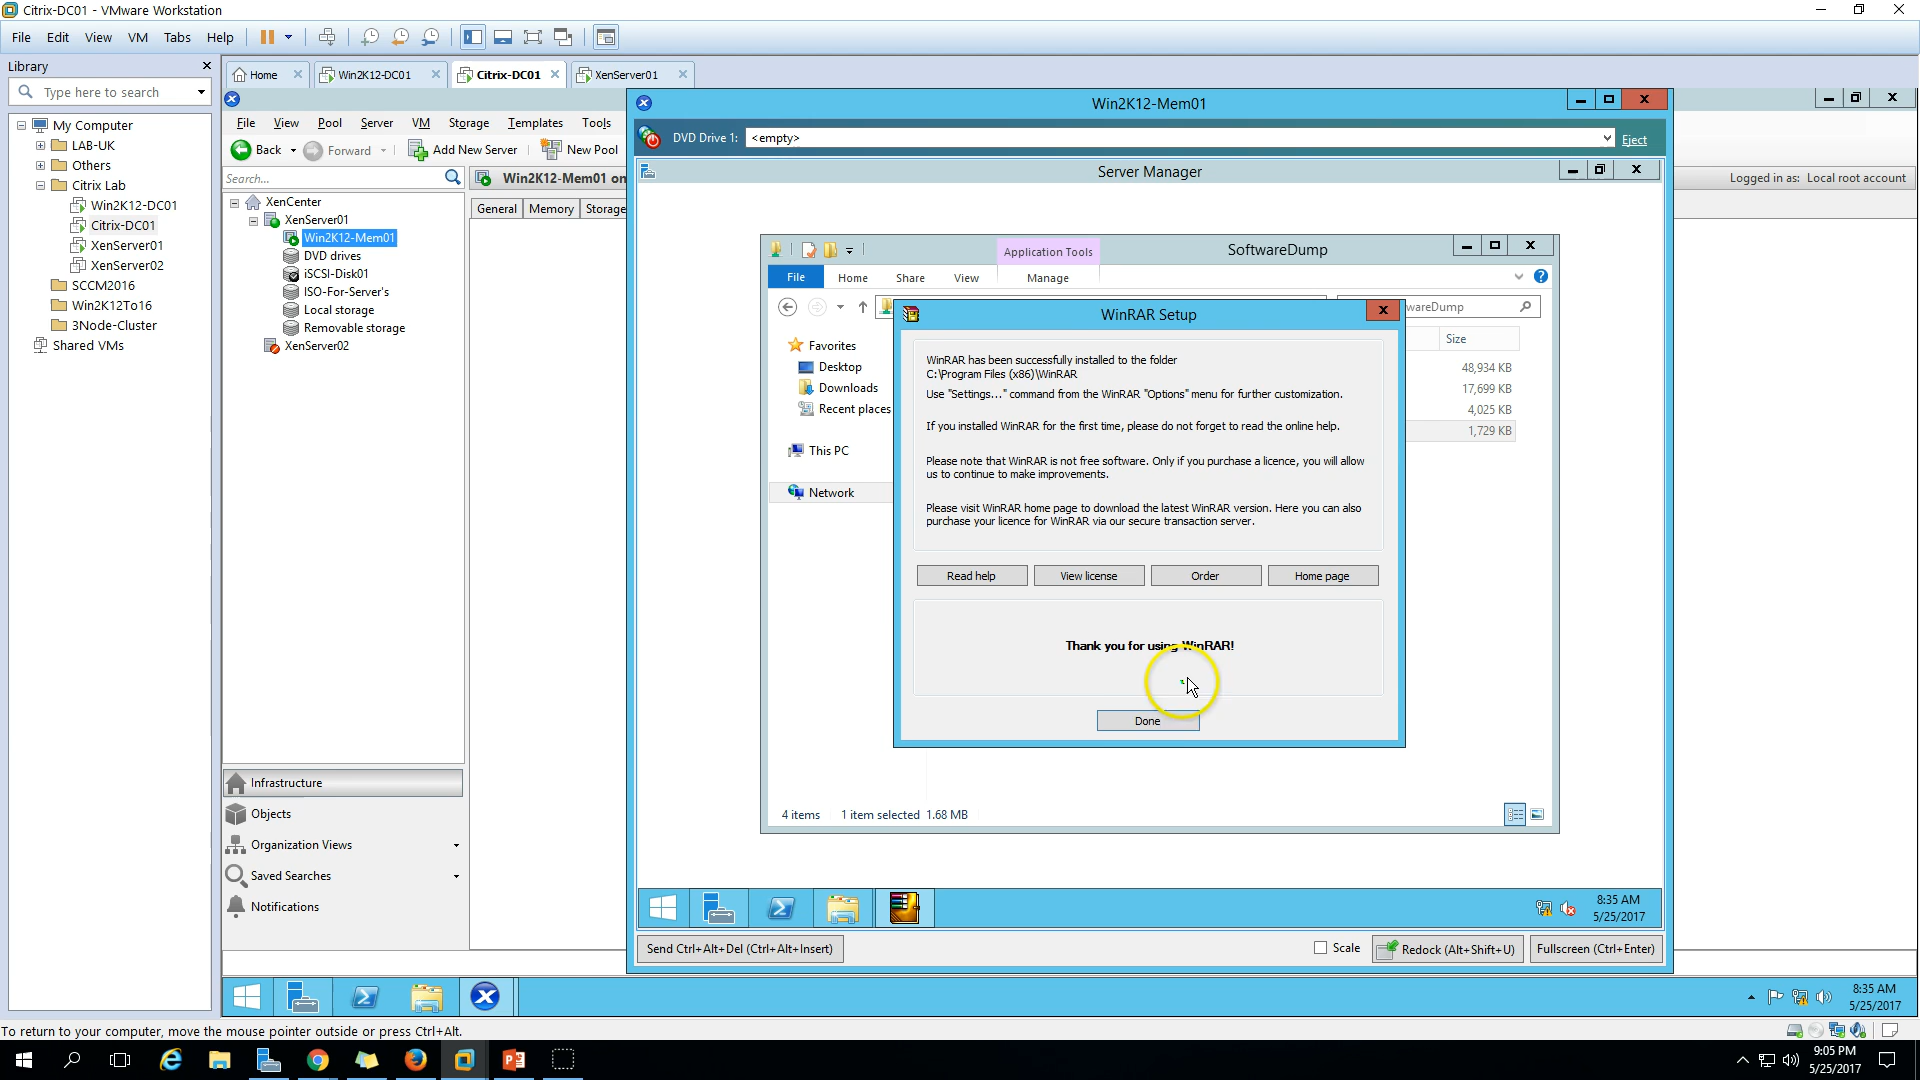 Citrix-DC01 - VMware Workstation
File Edit View VM Tabs Help
Library
Type here to search
My Computer
LAB-UK
Others
Citrix Lab
Win2K12-DC01
Citrix-DC01
XenServer01
XenServer02
SCCM2016
Win2K12To16
3Node-Cluster
Shared VMs
Home Win2K12-DC01 Citrix-DC01 XenServer01
File View Pool Server VM Storage Templates Tools
Back Forward Add New Server New Pool
Search...
Win2K12-Mem01 on
Logged in as: Local root account
General Memory Storage
XenCenter
XenServer01
Win2K12-Mem01
DVD drives
iSCSI-Disk01
ISO-For-Server's
Local storage
Removable storage
XenServer02
Infrastructure
Objects
Organization Views
Saved Searches
Notifications
Win2K12-Mem01
DVD Drive 1: <empty> Eject
Server Manager
Application Tools SoftwareDump
File Home Share View Manage
wareDump
Favorites
Desktop
Downloads
Recent places
This PC
Network
Size
48,934 KB
17,699 KB
4,025 KB
1,729 KB
WinRAR Setup
WinRAR has been successfully installed to the folder
C:\Program Files (x86)\WinRAR
Use "Settings..." command from the WinRAR "Options" menu for further customization.
If you installed WinRAR for the first time, please do not forget to read the online help.
Please note that WinRAR is not free software. Only if you purchase a licence, you will allow
us to continue to make improvements.
Please visit WinRAR home page to download the latest WinRAR version. Here you can also
purchase your licence for WinRAR via our secure transaction server.
Read help View license Order Home page
Thank you for using WinRAR!
Done
4 items 1 item selected 1.68 MB
8:35 AM
5/25/2017
Send Ctrl+Alt+Del (Ctrl+Alt+Insert) Scale Redock (Alt+Shift+U) Fullscreen (Ctrl+Enter)
8:35 AM
5/25/2017
To return to your computer, move the mouse pointer outside or press Ctrl+Alt.
9:05 PM
5/25/2017